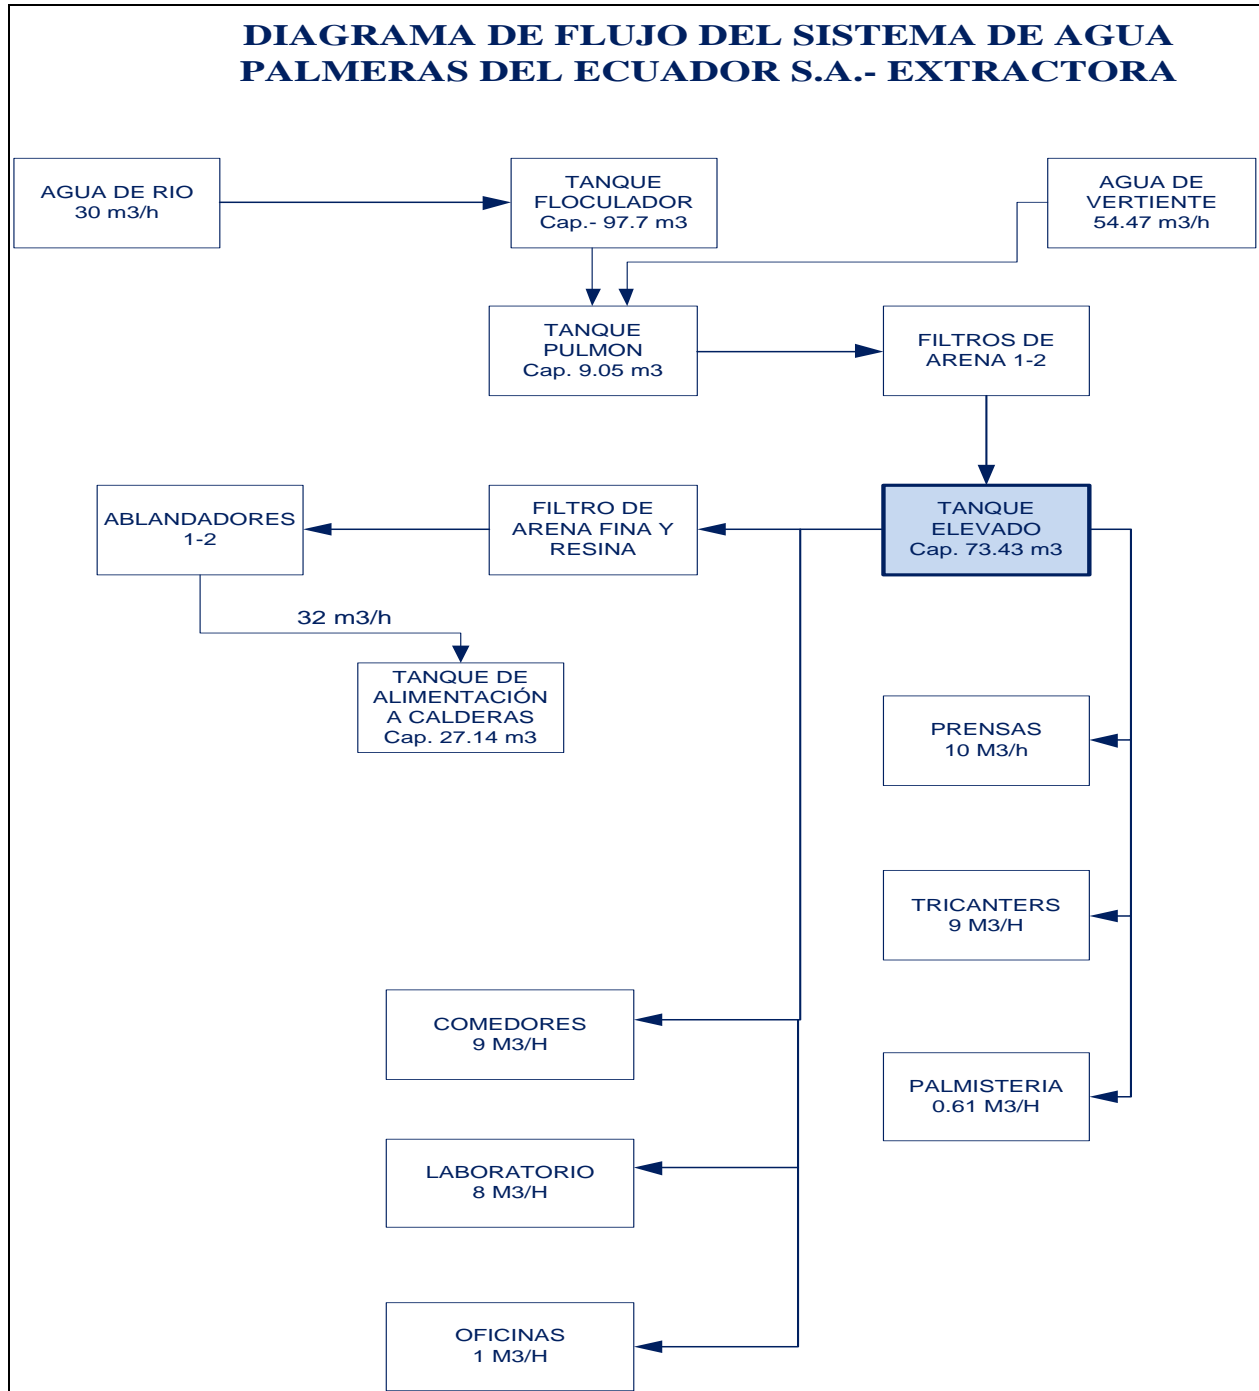 DIAGRAMA DE FLUJO DEL SISTEMA DE AGUA
PALMERAS DEL ECUADOR S.A.- EXTRACTORA
AGUA DE RIO
30 m3/h
TANQUE
FLOCULADOR
Cap.- 97.7 m3
AGUA DE
VERTIENTE
54.47 m3/h
TANQUE
PULMON
Cap. 9.05 m3
FILTROS DE
ARENA 1-2
ABLANDADORES
1-2
FILTRO DE
ARENA FINA Y
RESINA
TANQUE
ELEVADO
Cap. 73.43 m3
32 m3/h
TANQUE DE
ALIMENTACIÓN
A CALDERAS
Cap. 27.14 m3
PRENSAS
10 M3/h
TRICANTERS
9 M3/H
COMEDORES
9 M3/H
PALMISTERIA
0.61 M3/H
LABORATORIO
8 M3/H
OFICINAS
1 M3/H